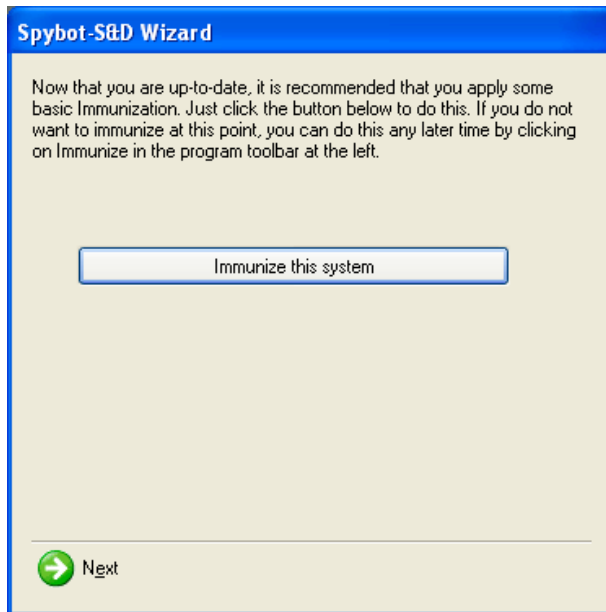 Spybot-S&D Wizard
Now that you are up-to-date, it is recommended that you apply some
basic Immunization. Just click the button below to do this. If you do not
want to immunize at this point, you can do this any later time by clicking
on Immunize in the program toolbar at the left.
Immunize this system
Next